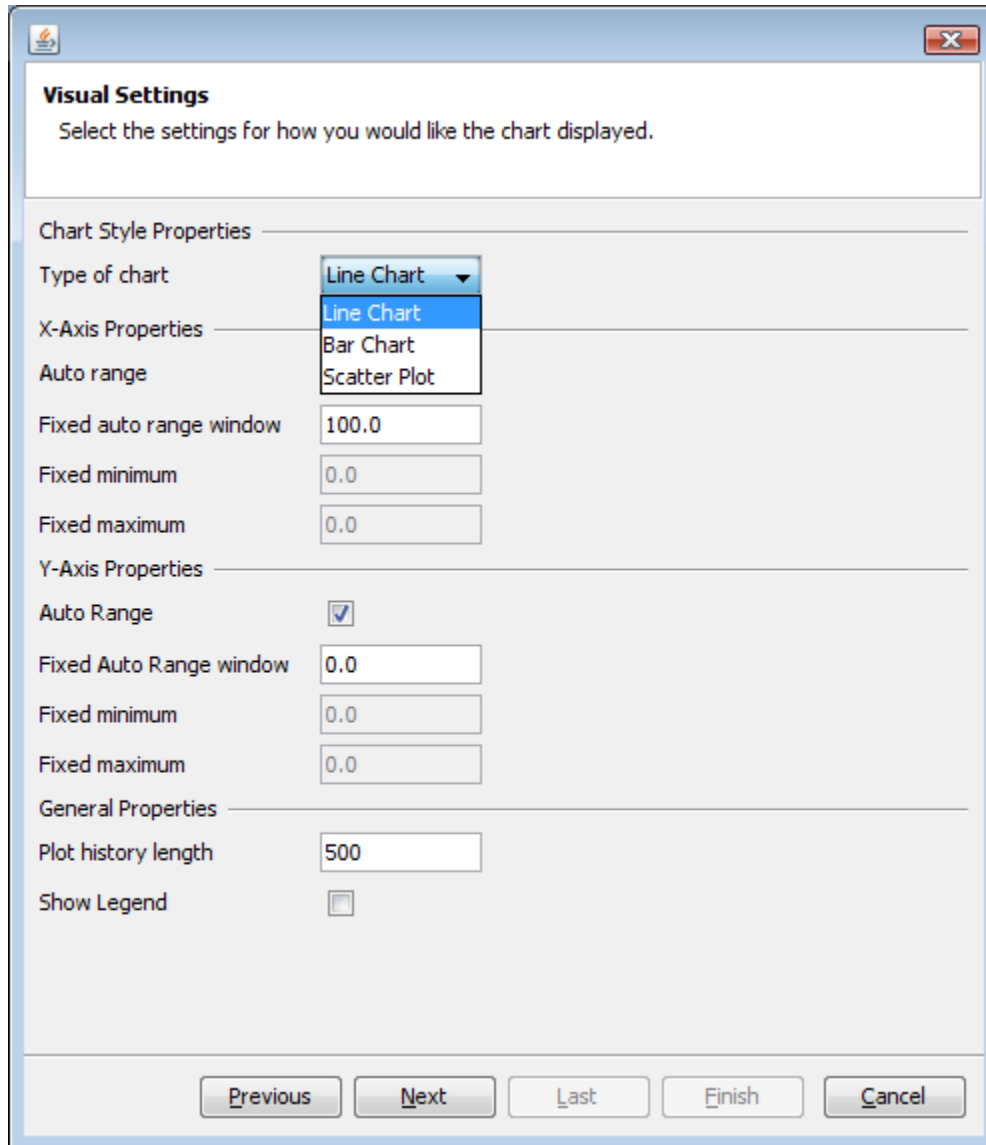 Visual Settings
Select the settings for how you would like the chart displayed.
Chart Style Properties
Type of chart Line Chart
Line Chart
X-Axis Properties
Bar Chart
Auto range Scatter Plot
Fixed auto range window 100.0
Fixed minimum 0.0
Fixed maximum 0.0
Y-Axis Properties
Auto Range
Fixed Auto Range window 0.0
Fixed minimum 0.0
Fixed maximum 0.0
General Properties
Plot history length 500
Show Legend
Previous Next Last Finish Cancel